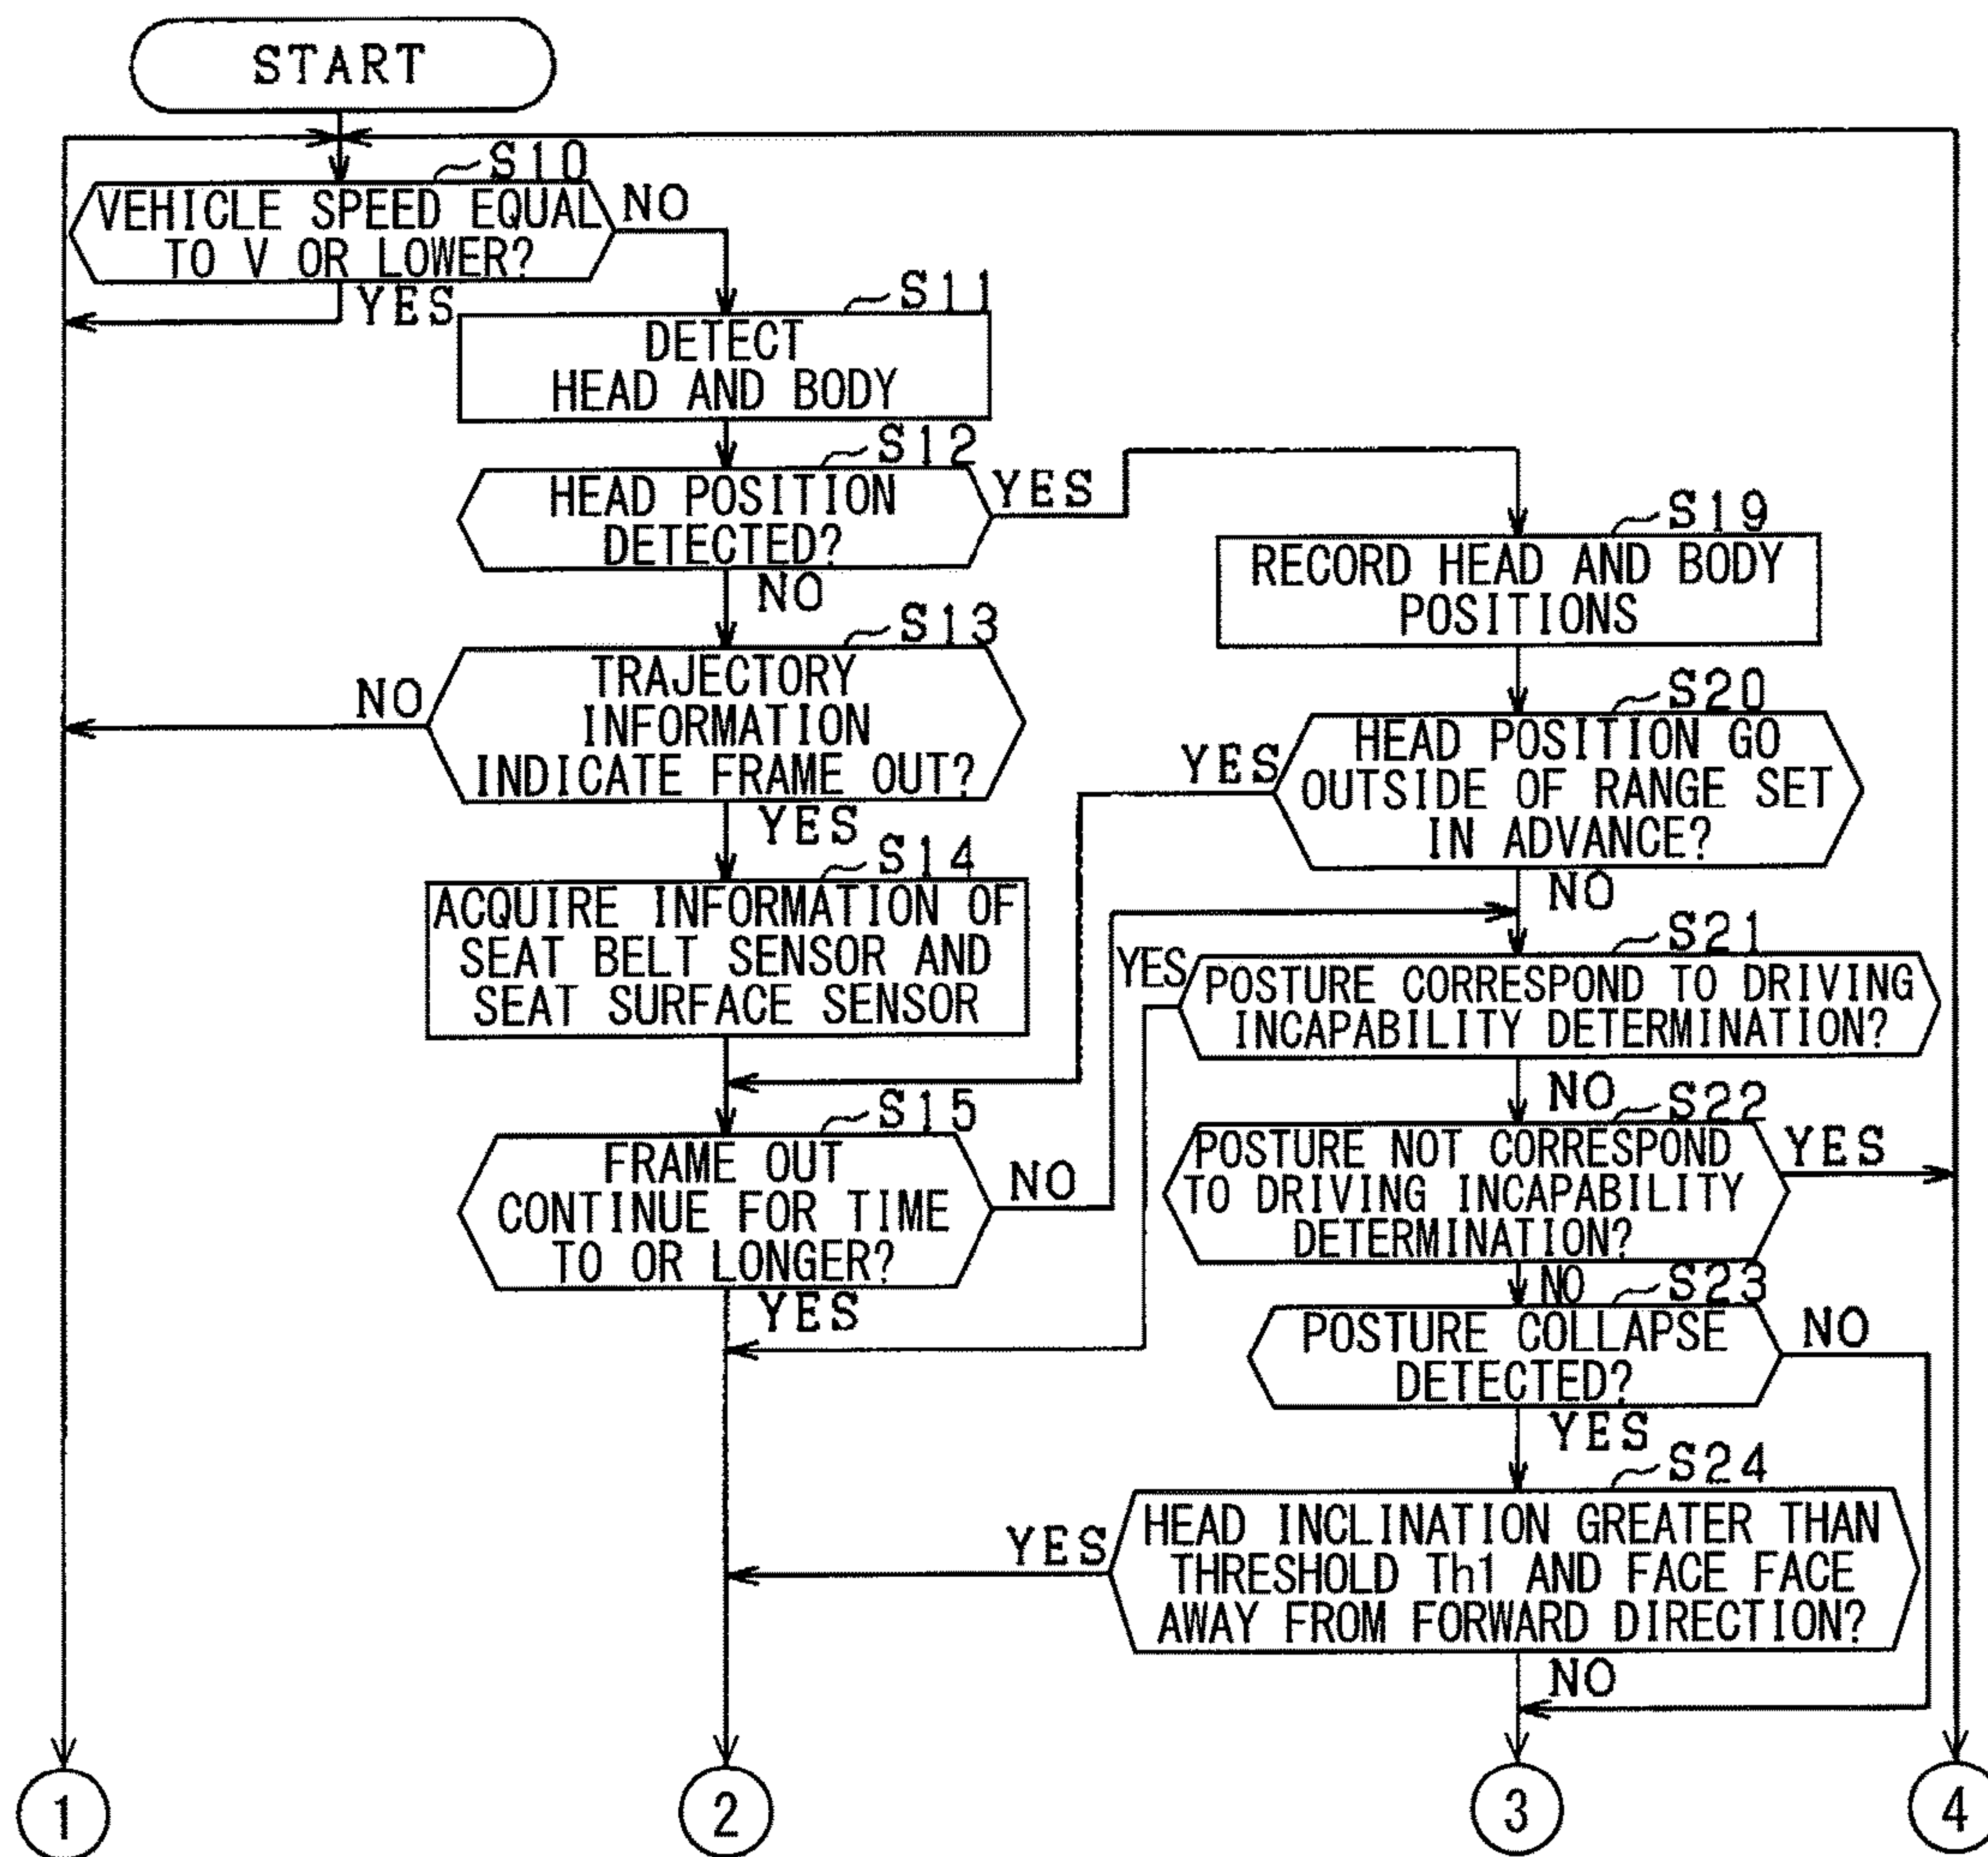 START
S10
VEHICLE SPEED EQUAL
TO V OR LOWER?
NO
YES
S11
DETECT
HEAD AND BODY
S12
HEAD POSITION
DETECTED?
YES
NO
S13
TRAJECTORY
INFORMATION
INDICATE FRAME OUT?
NO
YES
S14
ACQUIRE INFORMATION OF
SEAT BELT SENSOR AND
SEAT SURFACE SENSOR
S15
FRAME OUT
CONTINUE FOR TIME
TO OR LONGER?
NO
YES
S19
RECORD HEAD AND BODY
POSITIONS
S20
HEAD POSITION GO
OUTSIDE OF RANGE SET
IN ADVANCE?
YES
NO
S21
POSTURE CORRESPOND TO DRIVING
INCAPABILITY DETERMINATION?
YES
NO
S22
POSTURE NOT CORRESPOND
TO DRIVING INCAPABILITY
DETERMINATION?
YES
NO
S23
POSTURE COLLAPSE
DETECTED?
NO
YES
S24
HEAD INCLINATION GREATER THAN
THRESHOLD Th1 AND FACE FACE
AWAY FROM FORWARD DIRECTION?
YES
NO
1
2
3
4